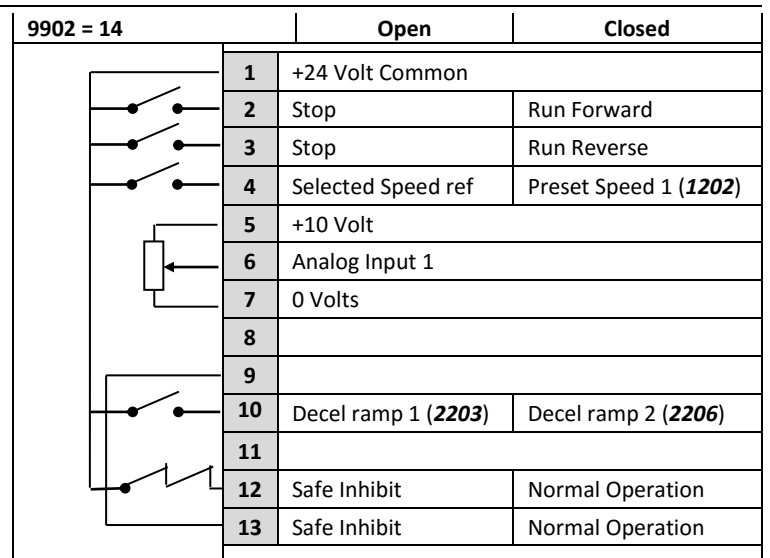 9902 = 14 Open Closed
1 +24 Volt Common
2 Stop Run Forward
3 Stop Run Reverse
4 Selected Speed ref Preset Speed 1 (1202)
5 +10 Volt
6 Analog Input 1
7 0 Volts
8
9
10 Decel ramp 1 (2203) Decel ramp 2 (2206)
11
12 Safe Inhibit Normal Operation
13 Safe Inhibit Normal Operation